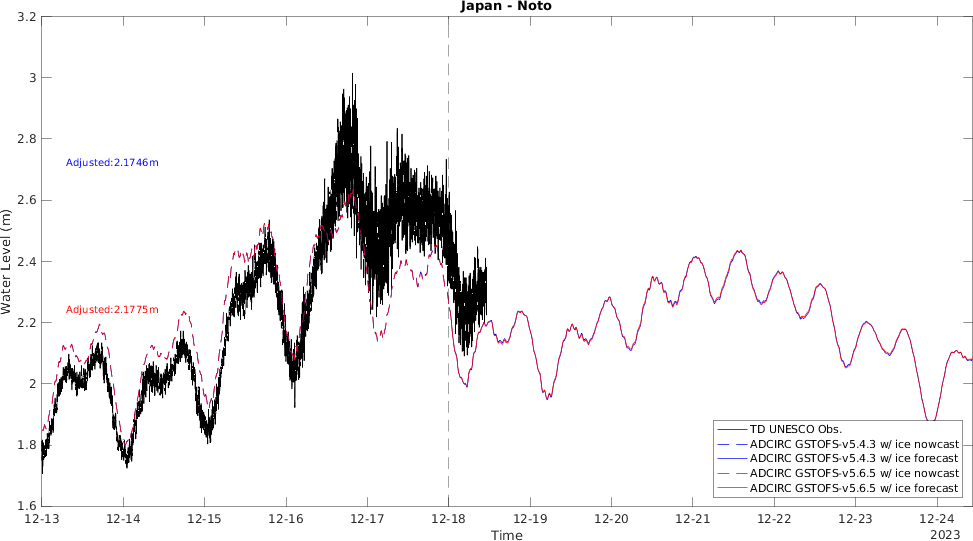 Japan - Noto
3.2
3
2.8
2.6
2.4
2.2
2
1.8
1.6
Water Level (m)
Adjusted:2.1746m
Adjusted:2.1775m
TD UNESCO Obs.
ADCIRC GSTOFS-v5.4.3 w/ ice nowcast
ADCIRC GSTOFS-v5.4.3 w/ ice forecast
ADCIRC GSTOFS-v5.6.5 w/ ice nowcast
ADCIRC GSTOFS-v5.6.5 w/ ice forecast
12-13 12-14 12-15 12-16 12-17 12-18 12-19 12-20 12-21 12-22 12-23 12-24
Time
2023